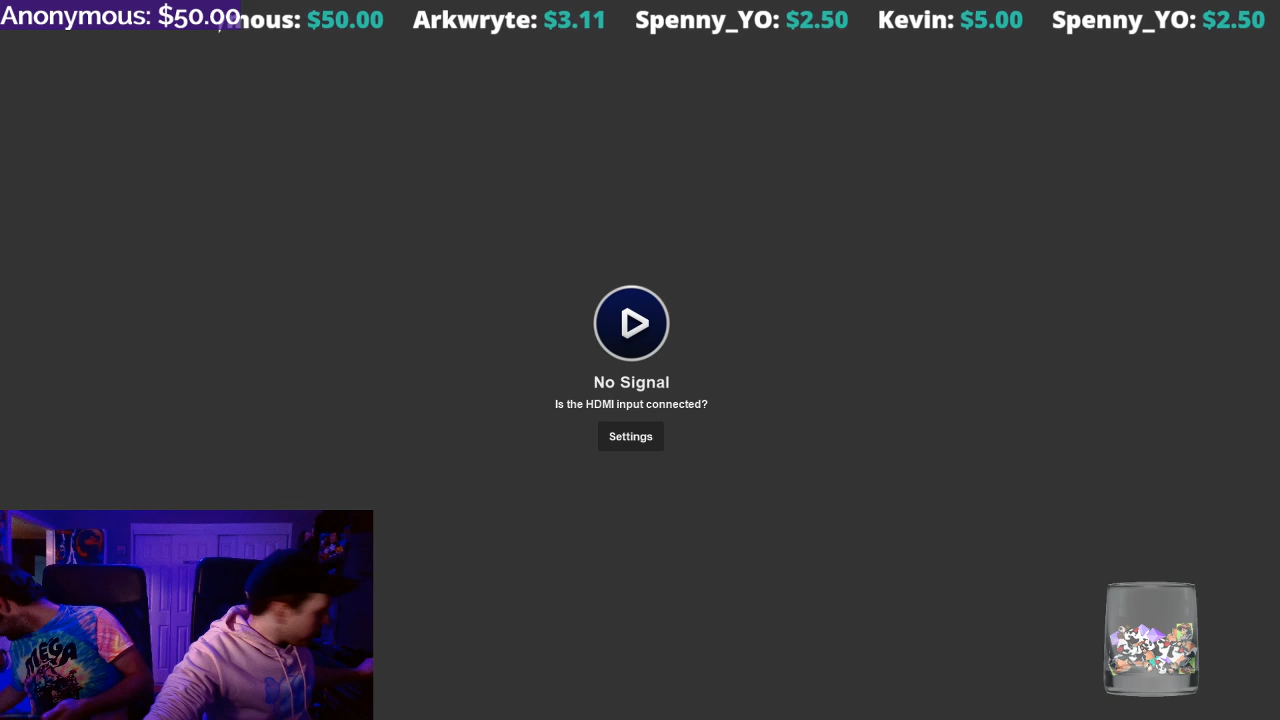 Anonymous: $50.00
mous: $50.00 Arkwryte: $3.11 Spenny_YO: $2.50 Kevin: $5.00 Spenny_YO: $2.50
No Signal
Is the HDMI input connected?
Settings
MEGA